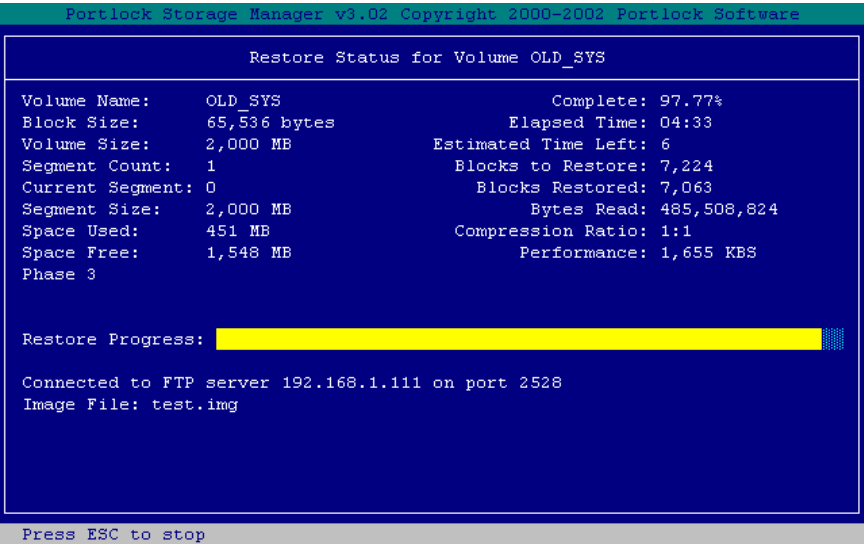 Portlock Storage Manager v3.02 Copyright 2000-2002 Portlock Software
Restore Status for Volume OLD_SYS
Volume Name: OLD_SYS Complete: 97.77%
Block Size: 65,536 bytes Elapsed Time: 04:33
Volume Size: 2,000 MB Estimated Time Left: 6
Segment Count: 1 Blocks to Restore: 7,224
Current Segment: 0 Blocks Restored: 7,063
Segment Size: 2,000 MB Bytes Read: 485,508,824
Space Used: 451 MB Compression Ratio: 1:1
Space Free: 1,548 MB Performance: 1,655 KBS
Phase 3
Restore Progress:
Connected to FTP server 192.168.1.111 on port 2528
Image File: test.img
Press ESC to stop